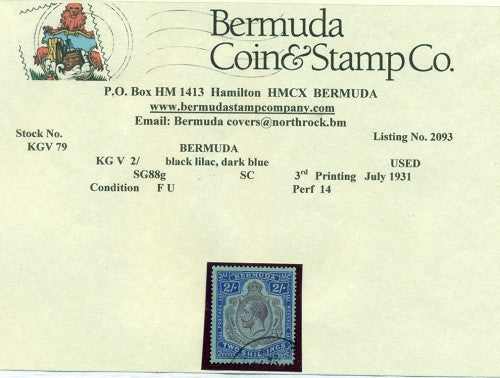 Bermuda
Coin&Stamp Co.
P.O. Box HM 1413 Hamilton HMCX BERMUDA
www.bermudastampcompany.com
Email: Bermuda covers@northrock.bm
Stock No. Listing No. 2093
KGV 79 BERMUDA
KG V 2/ black lilac, dark blue USED
SG88g SC 3rd Printing July 1931
Condition F U Perf 14
BERMUDA
2/- 2/-
TWO SHILLINGS